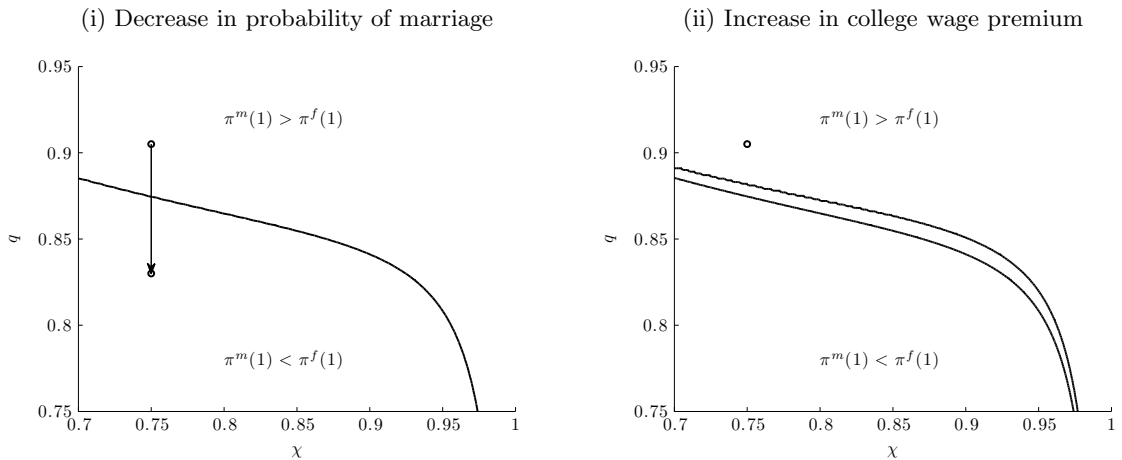 (i) Decrease in probability of marriage
0.95
0.9
0.85
0.8
0.75
q
π^m(1) > π^f(1)
π^m(1) < π^f(1)
0.7 0.75 0.8 0.85 0.9 0.95 1
χ
(ii) Increase in college wage premium
0.95
0.9
0.85
0.8
0.75
q
π^m(1) > π^f(1)
π^m(1) < π^f(1)
0.7 0.75 0.8 0.85 0.9 0.95 1
χ